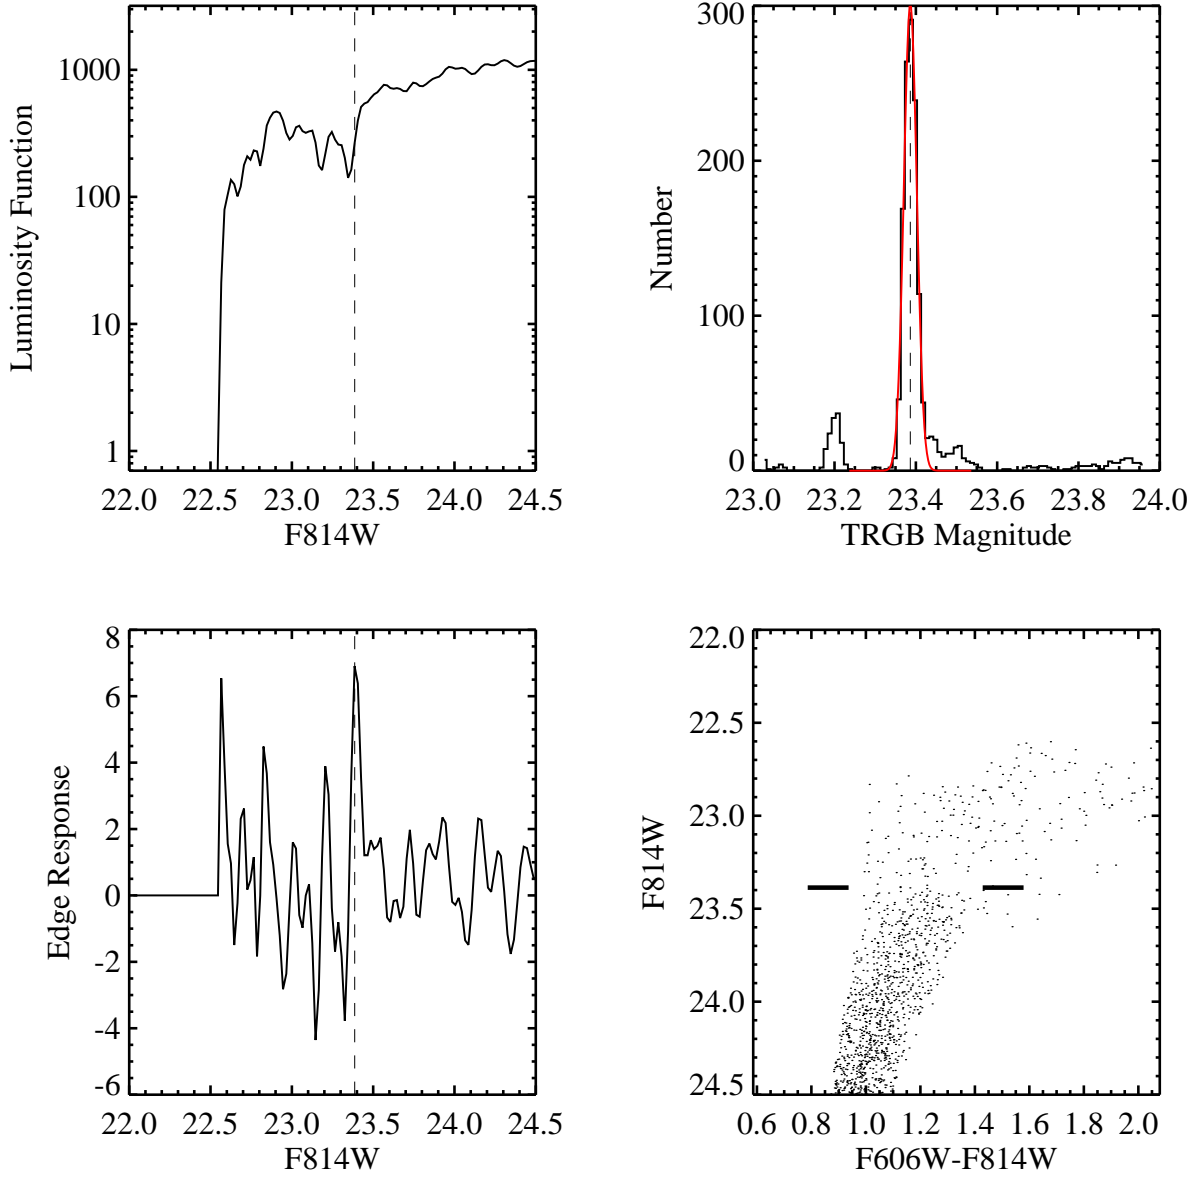 Luminosity Function
1000
100
10
1
22.0 22.5 23.0 23.5 24.0 24.5
F814W
Number
300
200
100
0
23.0 23.2 23.4 23.6 23.8 24.0
TRGB Magnitude
Edge Response
8
6
4
2
0
-2
-4
-6
22.0 22.5 23.0 23.5 24.0 24.5
F814W
F814W
22.0
22.5
23.0
23.5
24.0
24.5
0.6 0.8 1.0 1.2 1.4 1.6 1.8 2.0
F606W-F814W